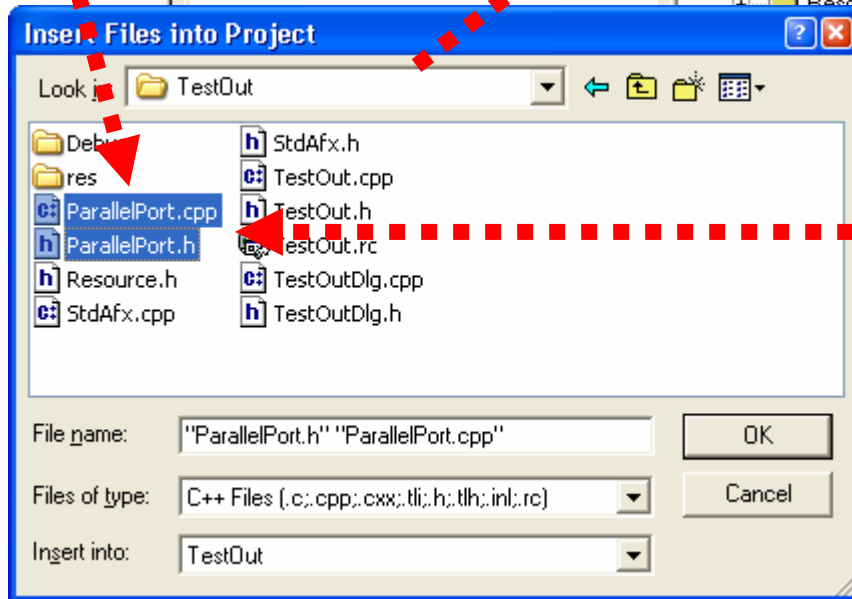 Insert Files into Project
Look in: TestOut
Debug
res
ParallelPort.cpp
ParallelPort.h
Resource.h
StdAfx.cpp
StdAfx.h
TestOut.cpp
TestOut.h
TestOut.rc
TestOutDlg.cpp
TestOutDlg.h
File name: "ParallelPort.h" "ParallelPort.cpp"
OK
Files of type: C++ Files (.c;.cpp;.cxx;.tli;.h;.tlh;.inl;.rc)
Cancel
Insert into: TestOut